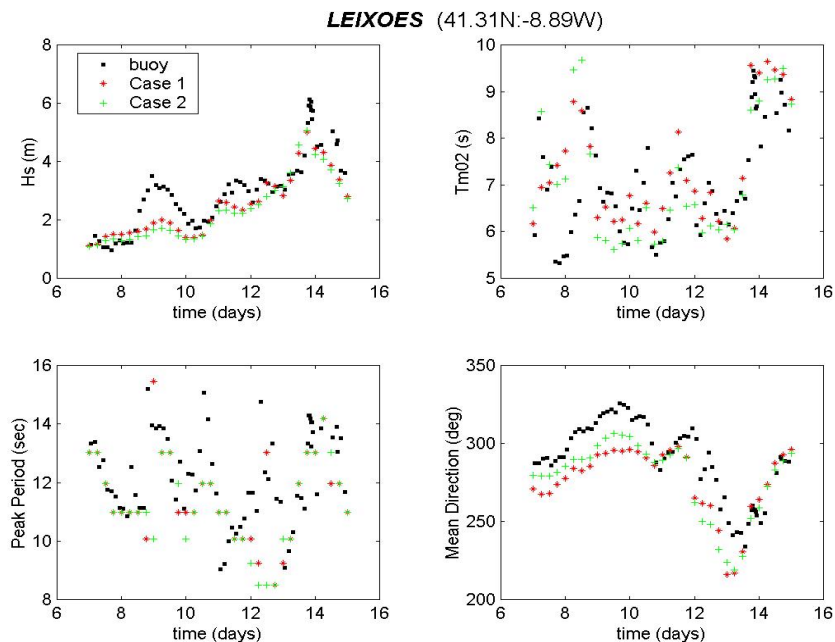 LEIXOES (41.31N:-8.89W)
buoy
Case 1
Case 2
Hs (m)
8
6
4
2
0
6 8 10 12 14 16
time (days)
Tm02 (s)
10
9
8
7
6
5
6 8 10 12 14 16
time (days)
Peak Period (sec)
16
14
12
10
8
6 8 10 12 14 16
time (days)
Mean Direction (deg)
350
300
250
200
6 8 10 12 14 16
time (days)